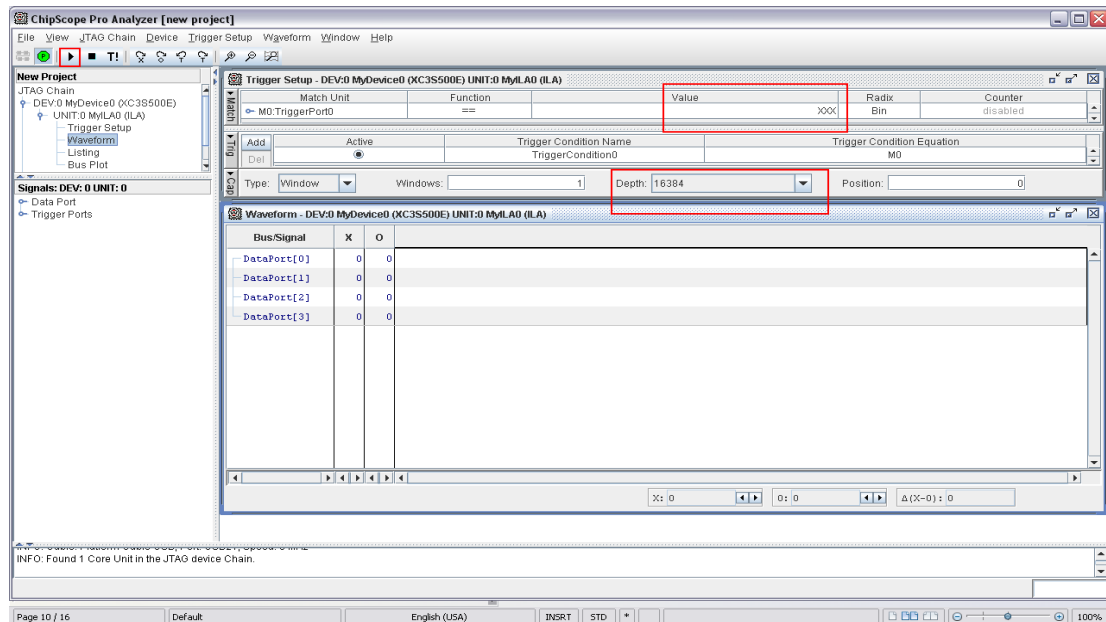 ChipScope Pro Analyzer [new project]
File View JTAG Chain Device Trigger Setup Waveform Window Help
T!
New Project
JTAG Chain
DEV:0 MyDevice0 (XC3S500E)
UNIT:0 MyILA0 (ILA)
Trigger Setup
Waveform
Listing
Bus Plot
Signals: DEV: 0 UNIT: 0
Data Port
Trigger Ports
Trigger Setup - DEV:0 MyDevice0 (XC3S500E) UNIT:0 MyILA0 (ILA)
Match
Match Unit Function Value Radix Counter
M0:TriggerPort0 == XXX Bin disabled
Trig
Add Active Trigger Condition Name Trigger Condition Equation
Del TriggerCondition0 M0
Cap
Type: Window Windows: 1 Depth: 16384 Position: 0
Waveform - DEV:0 MyDevice0 (XC3S500E) UNIT:0 MyILA0 (ILA)
Bus/Signal X O
DataPort[0] 0 0
DataPort[1] 0 0
DataPort[2] 0 0
DataPort[3] 0 0
X: 0 O: 0 Δ(X-O): 0
INFO: Found 1 Core Unit in the JTAG device Chain.
Page 10 / 16 Default English (USA) INSRT STD * 100%